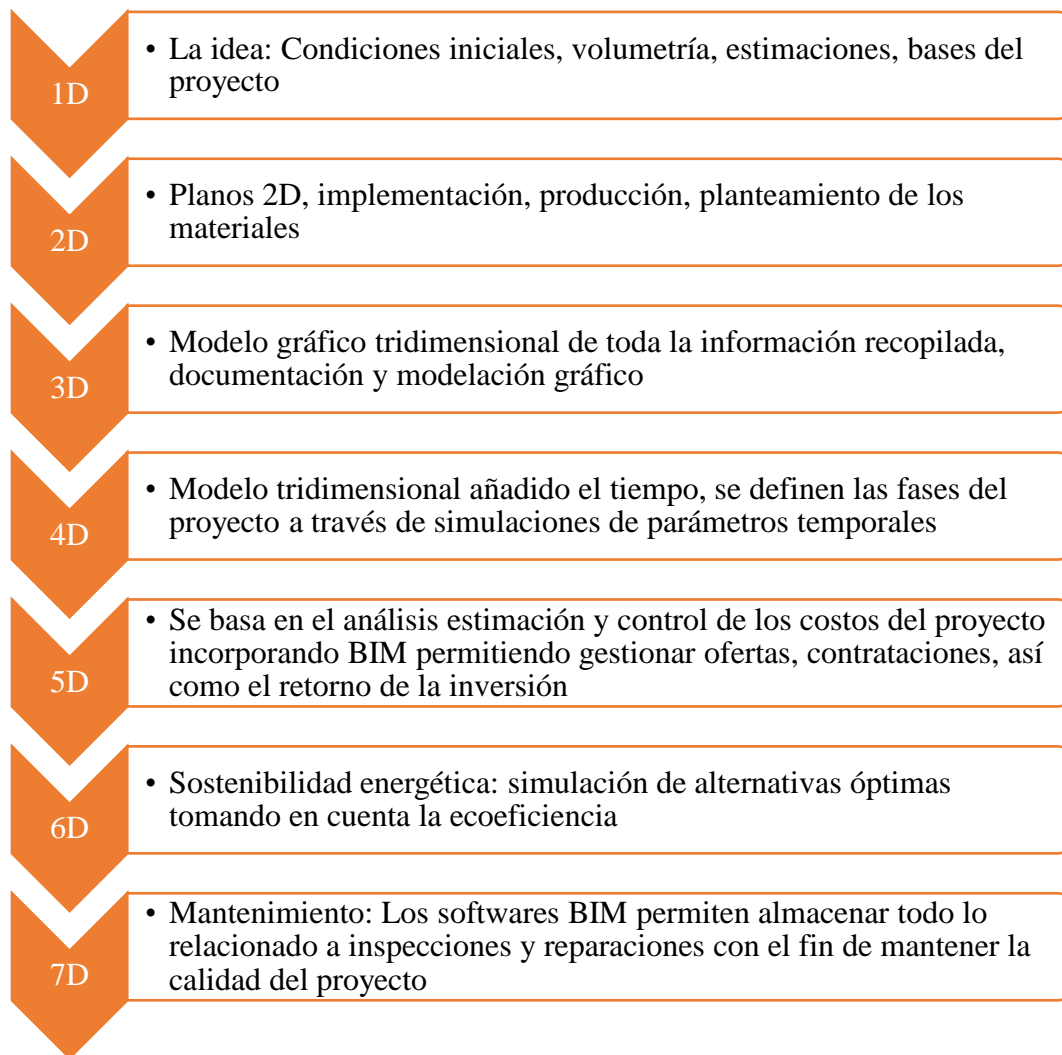 1D
• La idea: Condiciones iniciales, volumetría, estimaciones, bases del
proyecto
2D
• Planos 2D, implementación, producción, planteamiento de los
materiales
3D
• Modelo gráfico tridimensional de toda la información recopilada,
documentación y modelación gráfico
4D
• Modelo tridimensional añadido el tiempo, se definen las fases del
proyecto a través de simulaciones de parámetros temporales
5D
• Se basa en el análisis estimación y control de los costos del proyecto
incorporando BIM permitiendo gestionar ofertas, contrataciones, así
como el retorno de la inversión
6D
• Sostenibilidad energética: simulación de alternativas óptimas
tomando en cuenta la ecoeficiencia
7D
• Mantenimiento: Los softwares BIM permiten almacenar todo lo
relacionado a inspecciones y reparaciones con el fin de mantener la
calidad del proyecto